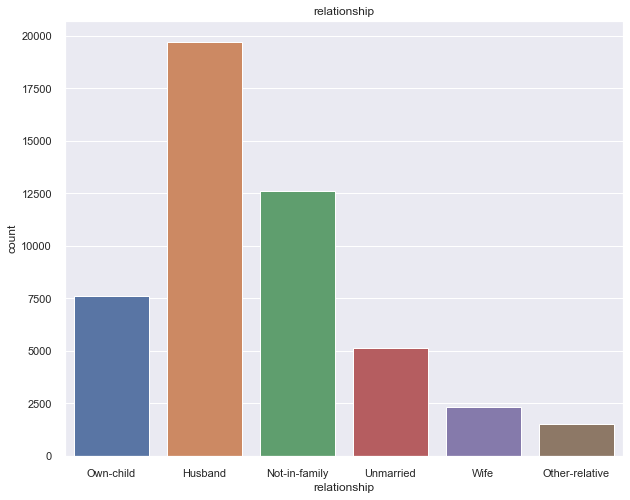 relationship
20000
17500
15000
12500
10000
7500
5000
2500
0
count
Own-child Husband Not-in-family Unmarried Wife Other-relative
relationship